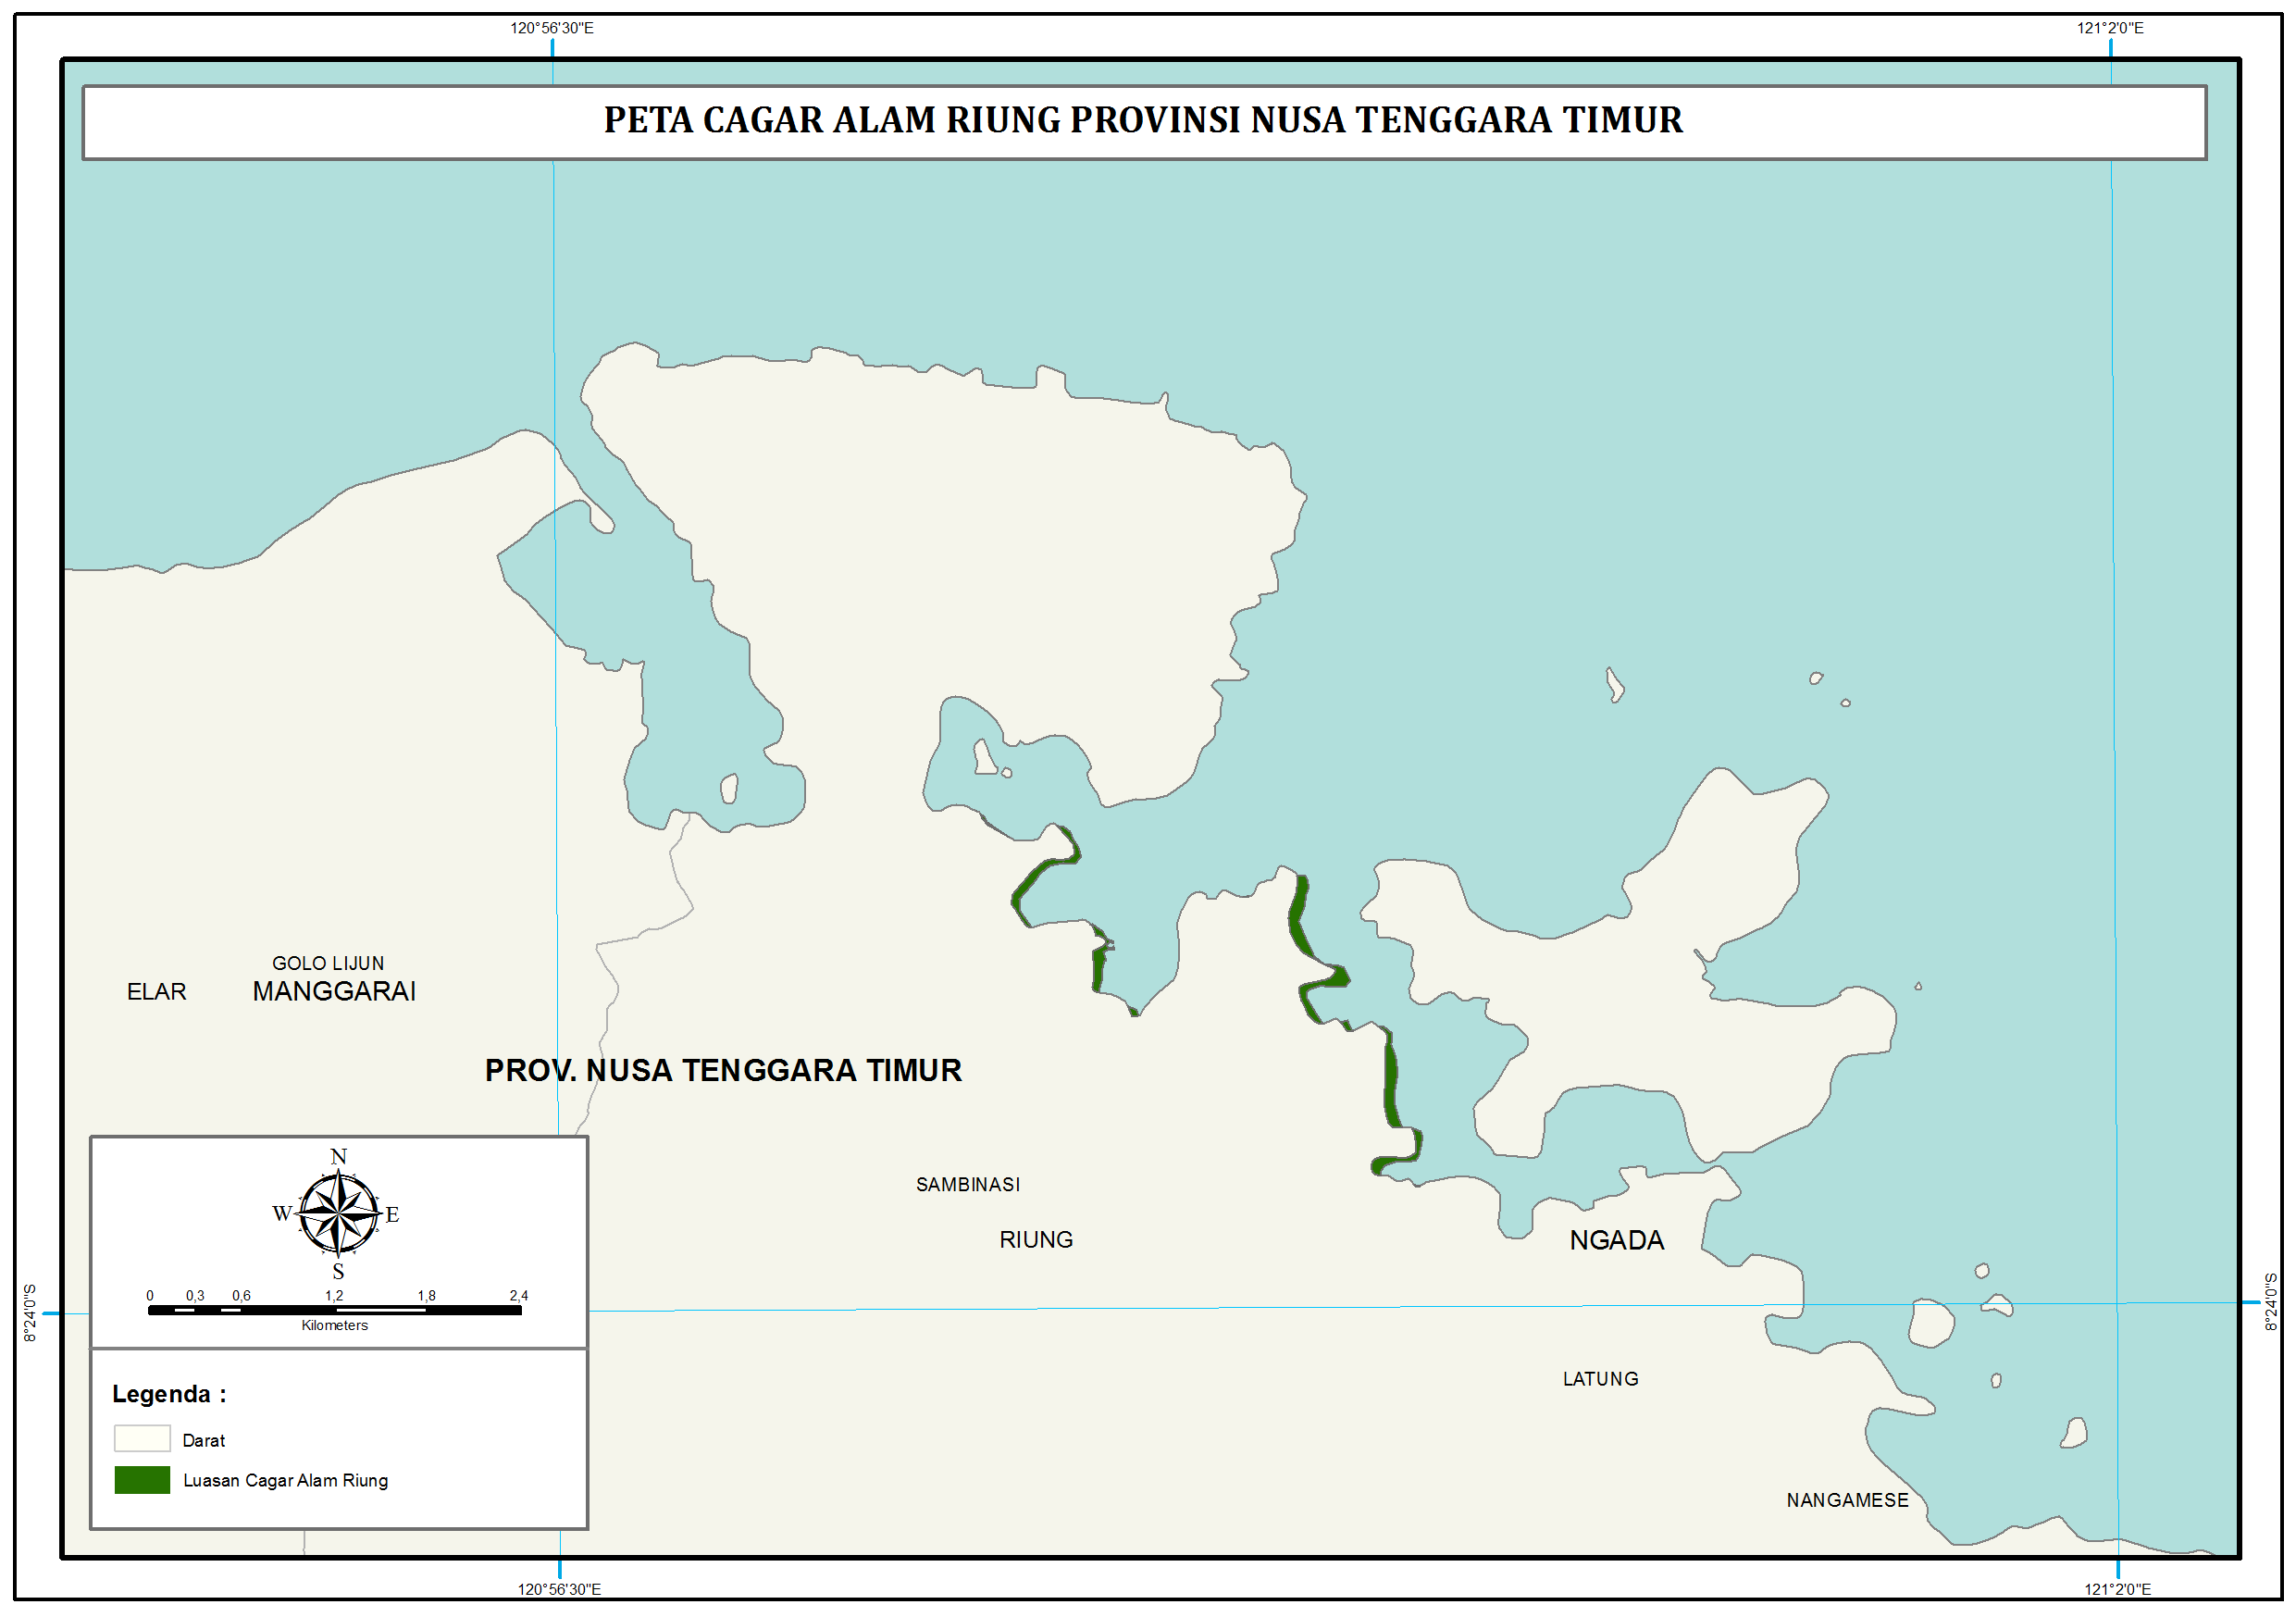 120°56'30"E 121°2'0"E
PETA CAGAR ALAM RIUNG PROVINSI NUSA TENGGARA TIMUR
GOLO LIJUN
ELAR MANGGARAI
PROV. NUSA TENGGARA TIMUR
SAMBINASI
RIUNG
NGADA
LATUNG
NANGAMESE
N
W E
S
0 0,3 0,6 1,2 1,8 2,4
Kilometers
8°24'0"S 8°24'0"S
Legenda :
Darat
Luasan Cagar Alam Riung
120°56'30"E 121°2'0"E